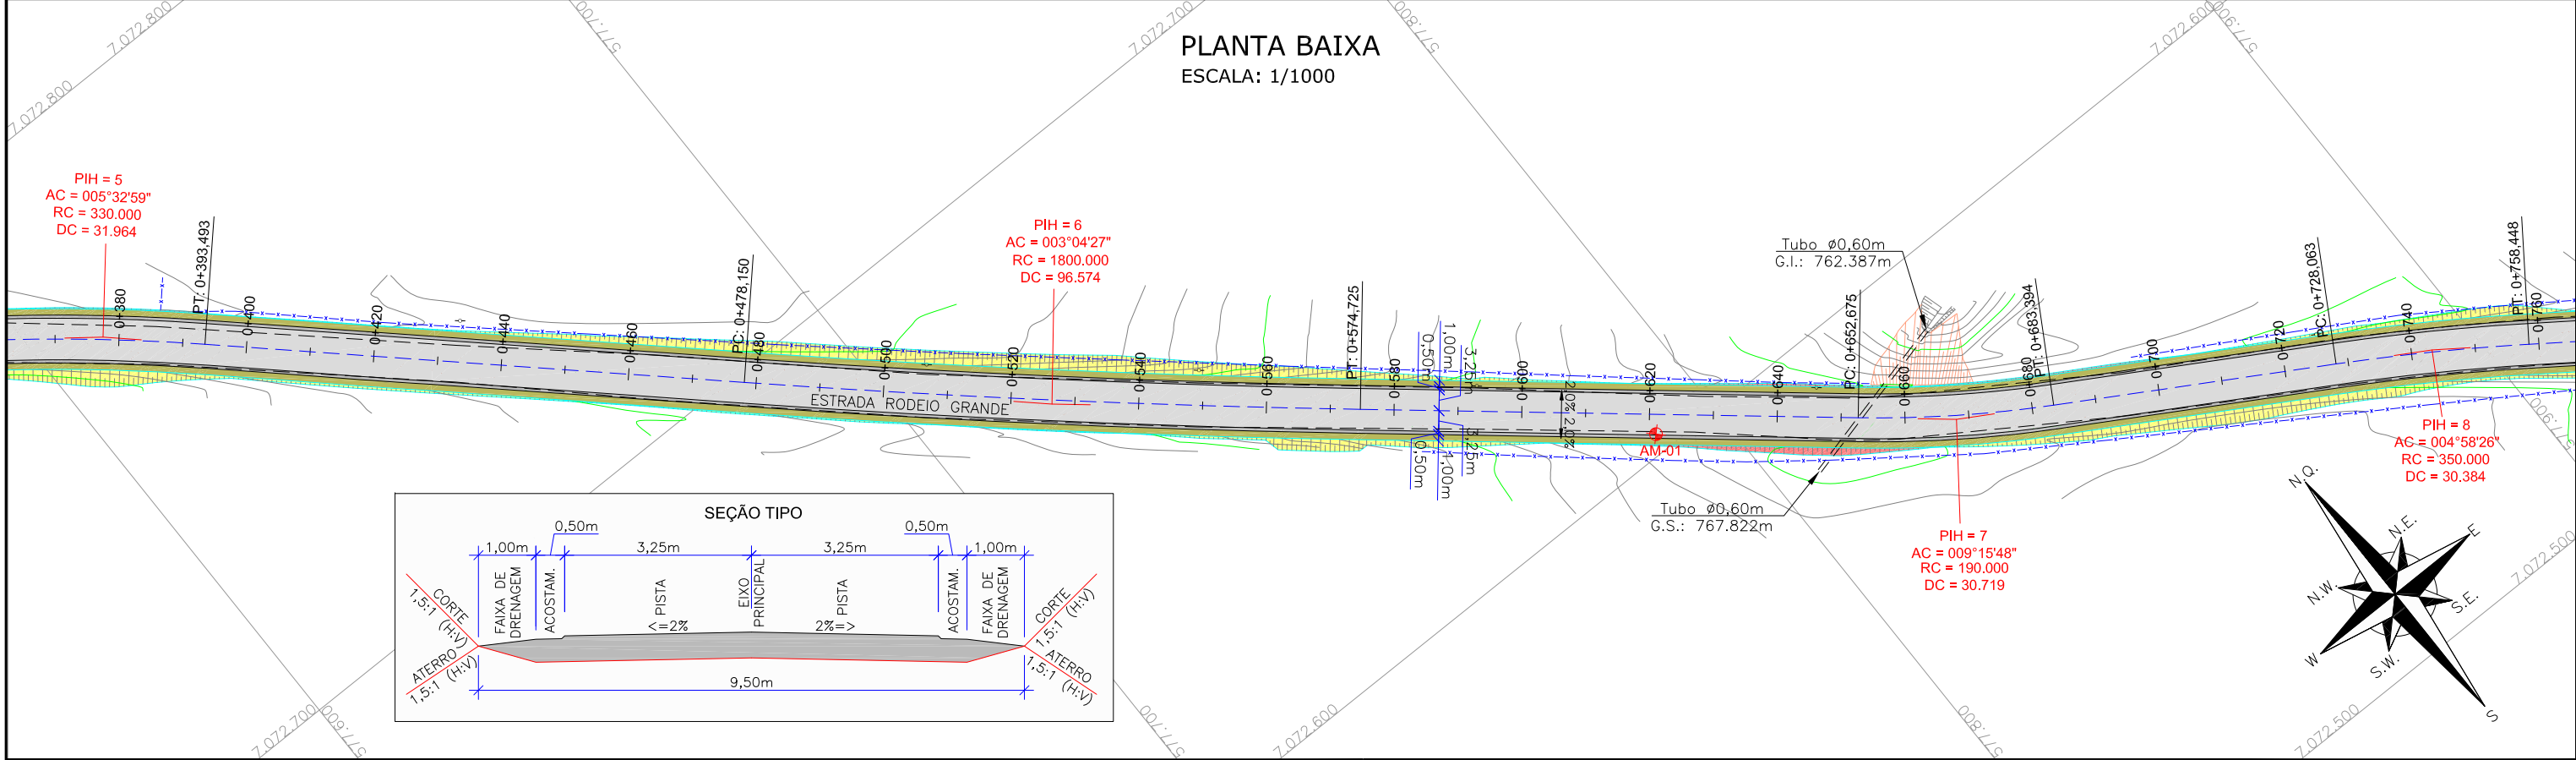 PLANTA BAIXA
ESCALA: 1/1000
7.072.800
577.700
7.072.700
577.800
7.072.600
577.900
7.072.800
PIH = 5
AC = 005°32'59"
RC = 330.000
DC = 31.964
PT: 0+393,493
PIH = 6
AC = 003°04'27"
RC = 1800.000
DC = 96.574
PC: 0+478,150
PT: 0+574,725
Tubo Ø0,60m
G.I.: 762.387m
PC: 0+652,675
PT: 0+683,394
PC: 0+728,063
PT: 0+758,448
0+380
0+400
0+420
0+440
0+460
0+480
0+500
0+520
0+540
0+560
0+580
0+600
0+620
0+640
0+660
0+680
0+700
0+720
0+740
0+760
ESTRADA RODEIO GRANDE
0,50m
1,00m
3,25m
0,50m
1,00m
3,25m
2,0%
2,0%
AM-01
Tubo Ø0,60m
G.S.: 767.822m
PIH = 7
AC = 009°15'48"
RC = 190.000
DC = 30.719
PIH = 8
AC = 004°58'26"
RC = 350.000
DC = 30.384
SEÇÃO TIPO
0,50m
0,50m
1,00m
3,25m
3,25m
1,00m
CORTE
1,5:1 (H:V)
FAIXA DE
DRENAGEM
ACOSTAM.
PISTA
<=2%
EIXO
PRINCIPAL
PISTA
2%=>
ACOSTAM.
FAIXA DE
DRENAGEM
CORTE
1,5:1 (H:V)
ATERRO
1,5:1 (H:V)
ATERRO
1,5:1 (H:V)
9,50m
N.Q.
N.E.
E
N.W.
S.E.
W
S.W.
S
7.072.700
577.600
577.700
7.072.600
577.800
7.072.500
7.072.500
577.900